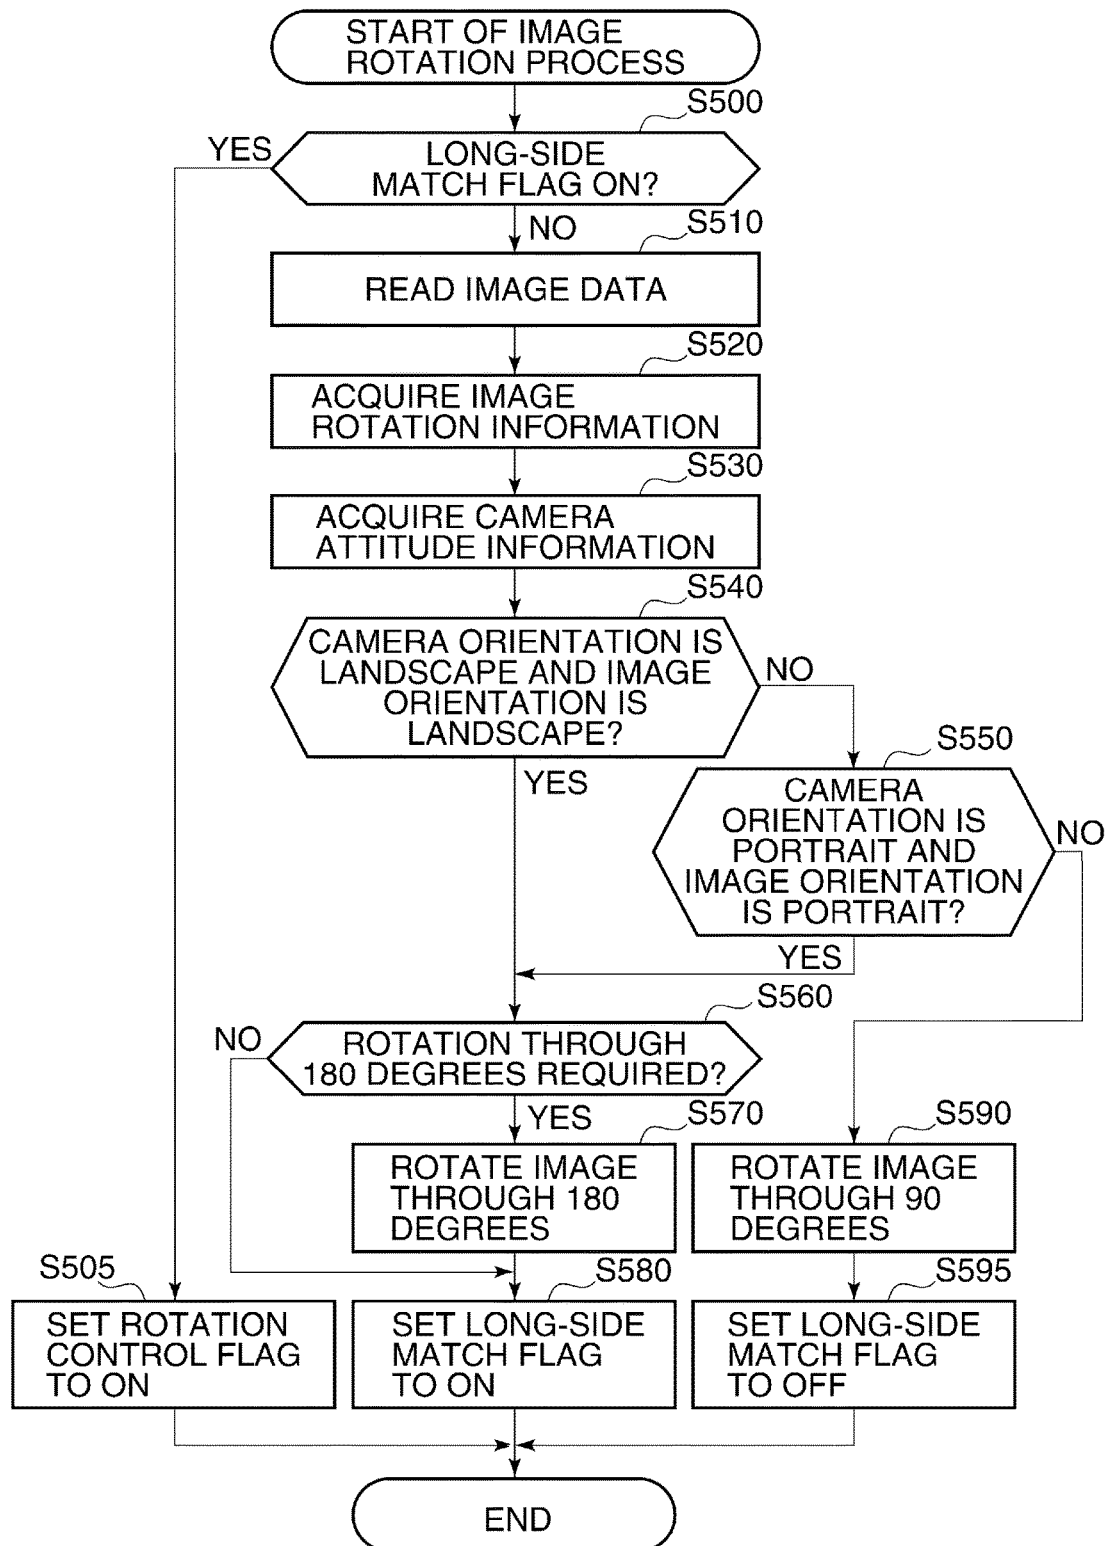 START OF IMAGE
ROTATION PROCESS
S500
YES
LONG-SIDE
MATCH FLAG ON?
NO
S510
READ IMAGE DATA
S520
ACQUIRE IMAGE
ROTATION INFORMATION
S530
ACQUIRE CAMERA
ATTITUDE INFORMATION
S540
CAMERA ORIENTATION IS
LANDSCAPE AND IMAGE
ORIENTATION IS
LANDSCAPE?
NO
YES
S550
CAMERA
ORIENTATION IS
PORTRAIT AND
IMAGE ORIENTATION
IS PORTRAIT?
NO
YES
S560
NO
ROTATION THROUGH
180 DEGREES REQUIRED?
YES
S570
ROTATE IMAGE
THROUGH 180
DEGREES
S590
ROTATE IMAGE
THROUGH 90
DEGREES
S505
SET ROTATION
CONTROL FLAG
TO ON
S580
SET LONG-SIDE
MATCH FLAG
TO ON
S595
SET LONG-SIDE
MATCH FLAG
TO OFF
END